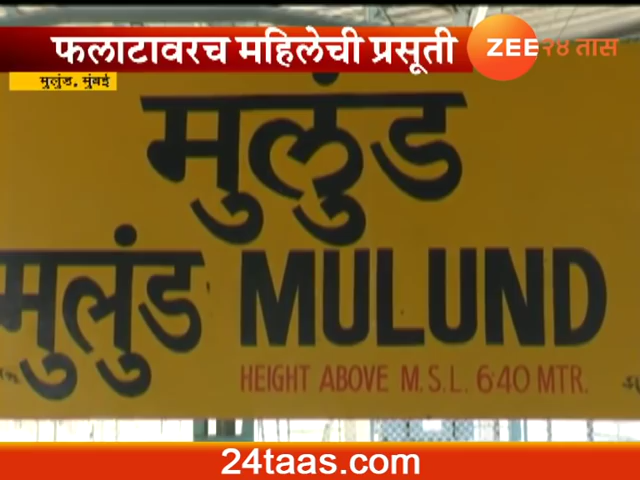 फलाटावरच महिलेची प्रसूती
ZEE २४ तास
मुलुंड, मुंबई
मुलुंड
मुलुंड MULUND
HEIGHT ABOVE M.S.L. 6·40 MTR.
24taas.com